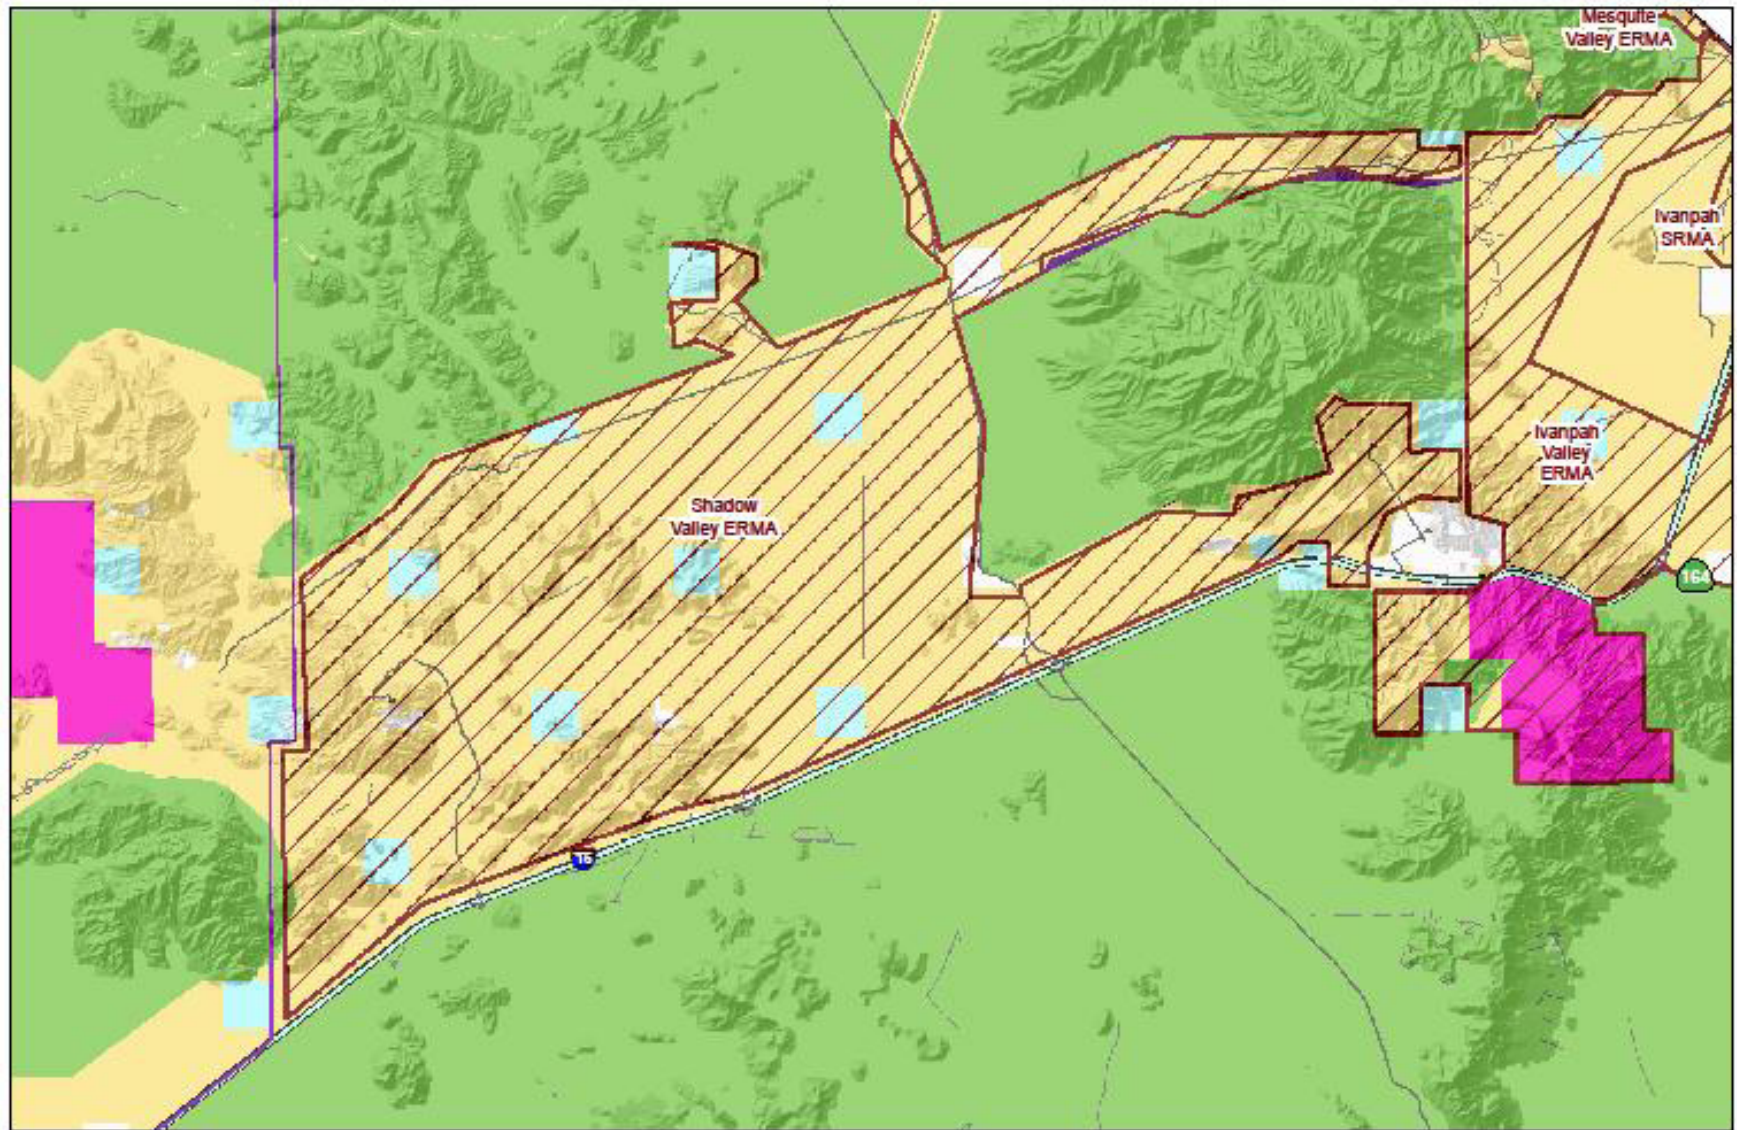 Mesquite
Valley ERMA
Ivanpah
SRMA
Ivanpah
Valley
ERMA
Shadow
Valley ERMA
164
15